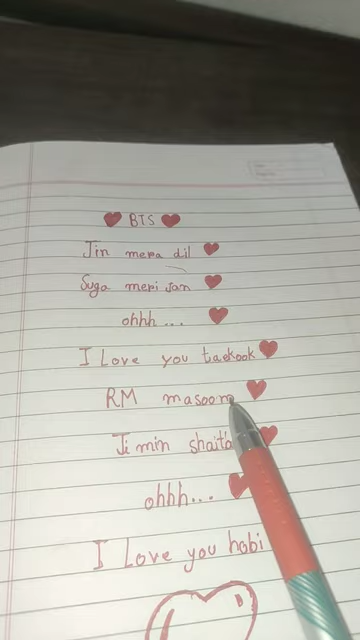 BTS
Jin mera dil
Suga meri jan
ohhh...
I Love you taekook
RM masoom
Jimin
ohhh...
I Love you hobi